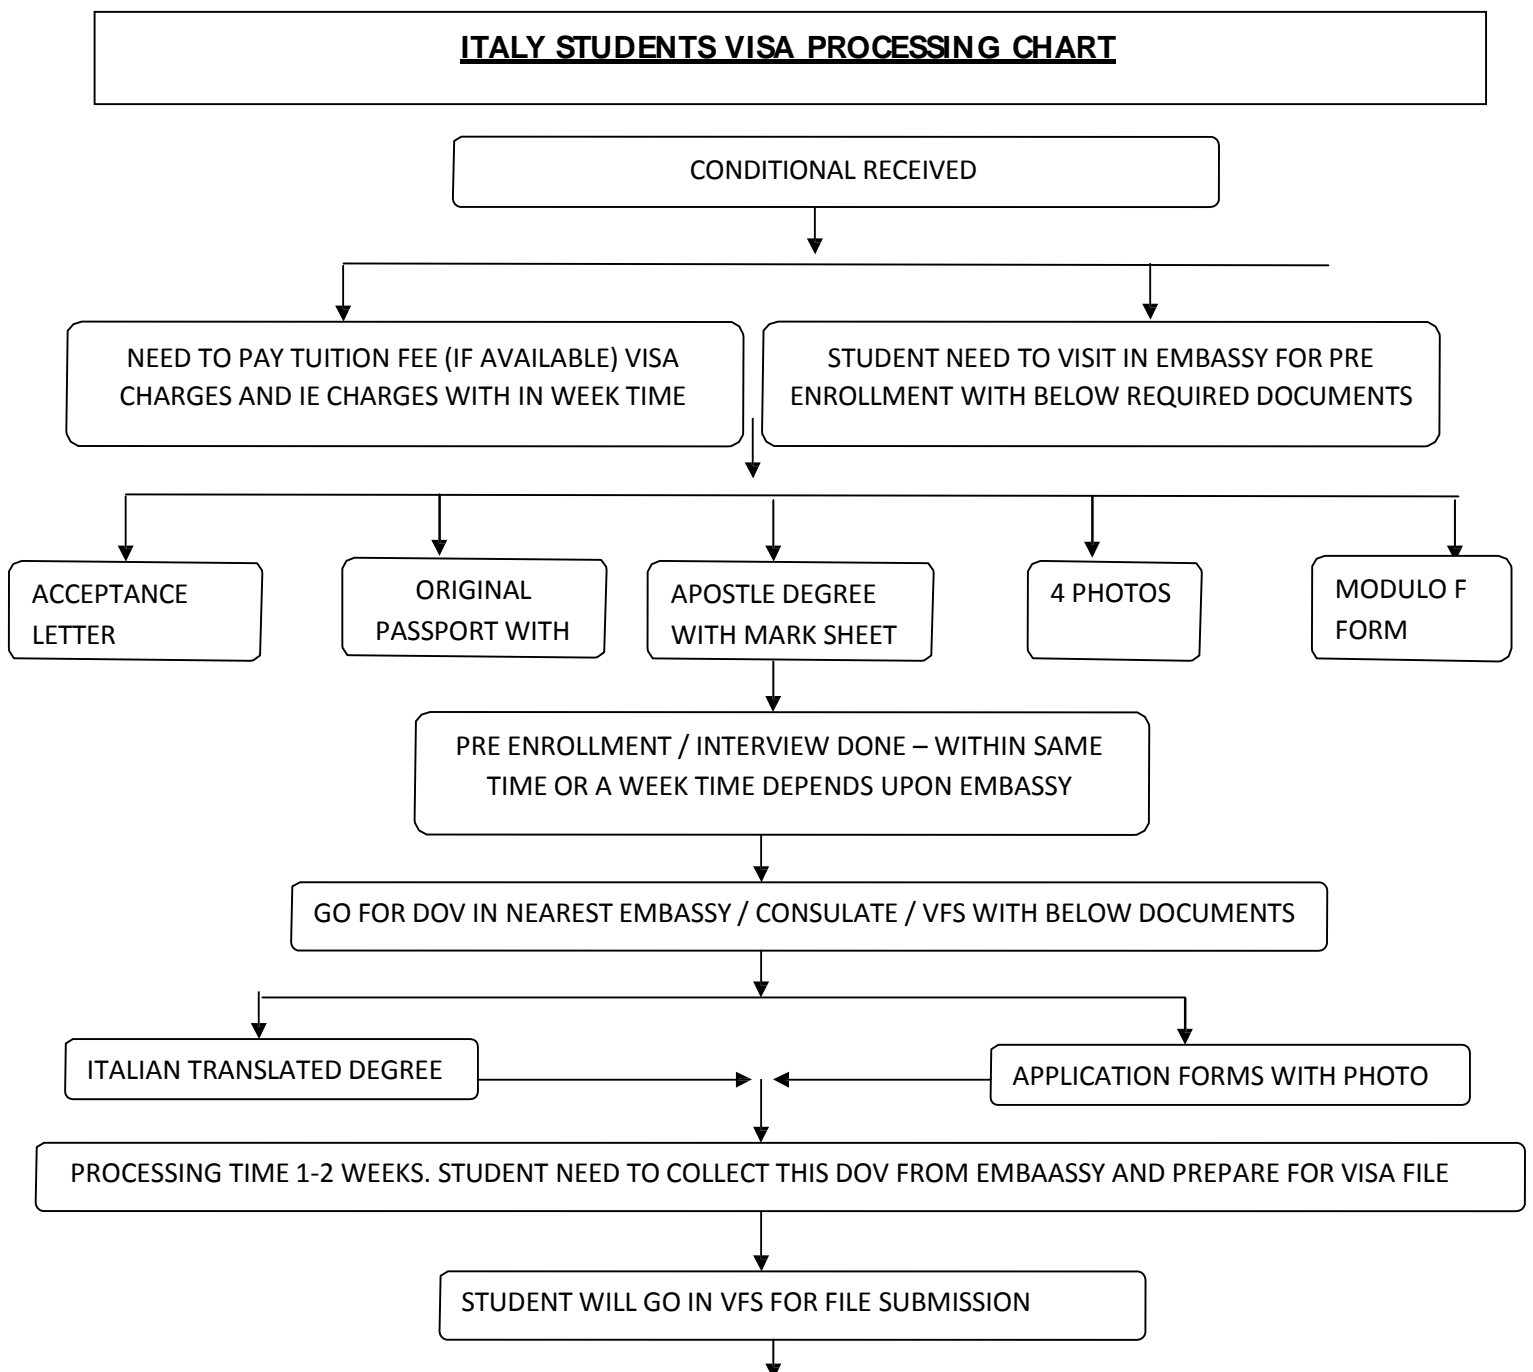 ITALY STUDENTS VISA PROCESSING CHART
CONDITIONAL RECEIVED
NEED TO PAY TUITION FEE (IF AVAILABLE) VISA
CHARGES AND IE CHARGES WITH IN WEEK TIME
STUDENT NEED TO VISIT IN EMBASSY FOR PRE
ENROLLMENT WITH BELOW REQUIRED DOCUMENTS
ACCEPTANCE
LETTER
ORIGINAL
PASSPORT WITH
APOSTLE DEGREE
WITH MARK SHEET
4 PHOTOS
MODULO F
FORM
PRE ENROLLMENT / INTERVIEW DONE – WITHIN SAME
TIME OR A WEEK TIME DEPENDS UPON EMBASSY
GO FOR DOV IN NEAREST EMBASSY / CONSULATE / VFS WITH BELOW DOCUMENTS
ITALIAN TRANSLATED DEGREE
APPLICATION FORMS WITH PHOTO
PROCESSING TIME 1-2 WEEKS. STUDENT NEED TO COLLECT THIS DOV FROM EMBAASSY AND PREPARE FOR VISA FILE
STUDENT WILL GO IN VFS FOR FILE SUBMISSION